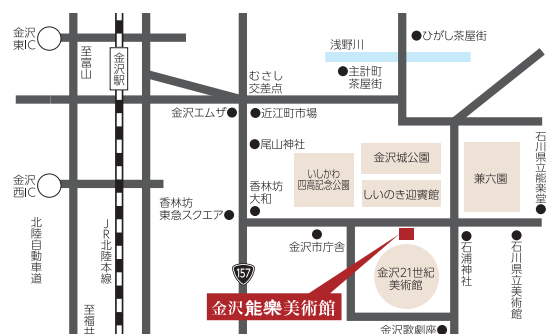 金沢
東IC
至富山
金沢駅
浅野川
ひがし茶屋街
主計町
茶屋街
むさし
交差点
金沢エムザ
近江町市場
尾山神社
いしかわ
四高記念公園
金沢城公園
しいのき迎賓館
兼六園
石川県立能楽堂
金沢
西IC
香林坊
東急スクエア
香林坊
大和
北陸自動車道
JR北陸本線
金沢市庁舎
157
金沢21世紀
美術館
石浦神社
石川県立美術館
金沢能樂美術館
至福井
金沢歌劇座